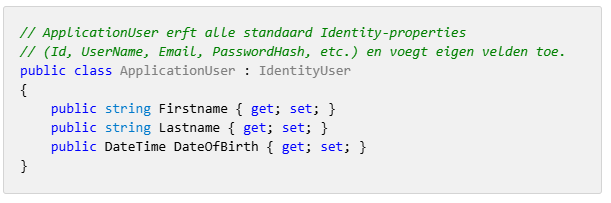 // ApplicationUser erft alle standaard Identity-properties
// (Id, UserName, Email, PasswordHash, etc.) en voegt eigen velden toe.
public class ApplicationUser : IdentityUser
{
    public string Firstname { get; set; }
    public string Lastname { get; set; }
    public DateTime DateOfBirth { get; set; }
}